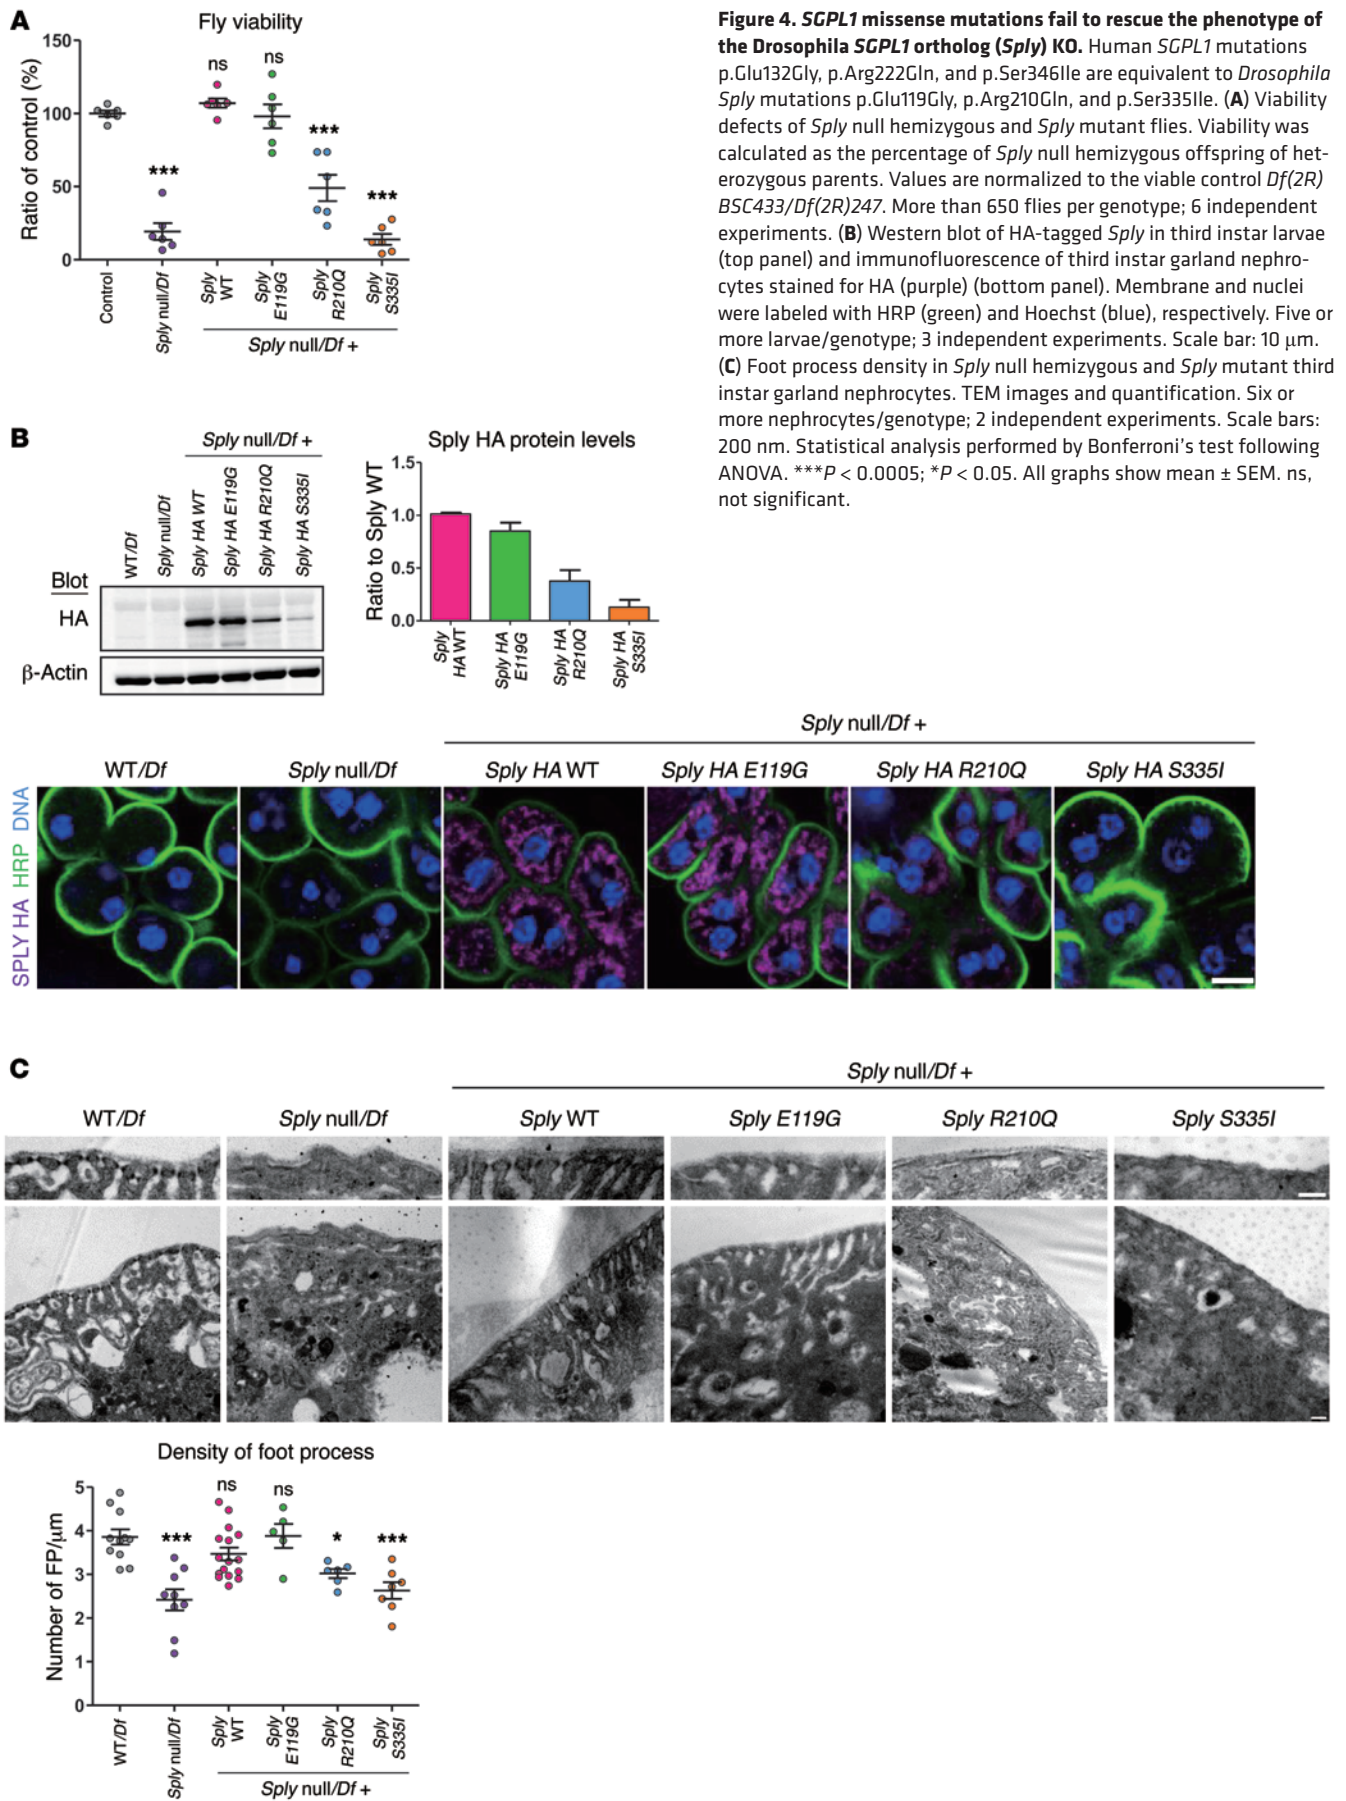 A
Fly viability
Ratio of control (%)
150
100
50
0
ns
ns
***
***
***
Control
Sply null/Df
Sply
WT
Sply
E119G
Sply
R210Q
Sply
S335I
Sply null/Df +
Figure 4. SGPL1 missense mutations fail to rescue the phenotype of
the Drosophila SGPL1 ortholog (Sply) KO. Human SGPL1 mutations
p.Glu132Gly, p.Arg222Gln, and p.Ser346Ile are equivalent to Drosophila
Sply mutations p.Glu119Gly, p.Arg210Gln, and p.Ser335Ile. (A) Viability
defects of Sply null hemizygous and Sply mutant flies. Viability was
calculated as the percentage of Sply null hemizygous offspring of het-
erozygous parents. Values are normalized to the viable control Df(2R)
BSC433/Df(2R)247. More than 650 flies per genotype; 6 independent
experiments. (B) Western blot of HA-tagged Sply in third instar larvae
(top panel) and immunofluorescence of third instar garland nephro-
cytes stained for HA (purple) (bottom panel). Membrane and nuclei
were labeled with HRP (green) and Hoechst (blue), respectively. Five or
more larvae/genotype; 3 independent experiments. Scale bar: 10 μm.
(C) Foot process density in Sply null hemizygous and Sply mutant third
instar garland nephrocytes. TEM images and quantification. Six or
more nephrocytes/genotype; 2 independent experiments. Scale bars:
200 nm. Statistical analysis performed by Bonferroni's test following
ANOVA. ***P < 0.0005; *P < 0.05. All graphs show mean ± SEM. ns,
not significant.
B
Sply null/Df +
WT/Df
Sply null/Df
Sply HA WT
Sply HA E119G
Sply HA R210Q
Sply HA S335I
Blot
HA
β-Actin
Sply HA protein levels
Ratio to Sply WT
1.5
1.0
0.5
0.0
Sply
HA WT
Sply HA
E119G
Sply HA
R210Q
Sply HA
S335I
Sply null/Df +
WT/Df
Sply null/Df
Sply HA WT
Sply HA E119G
Sply HA R210Q
Sply HA S335I
SPLY HA HRP DNA
C
Sply null/Df +
WT/Df
Sply null/Df
Sply WT
Sply E119G
Sply R210Q
Sply S335I
Density of foot process
Number of FP/μm
5
4
3
2
1
0
***
ns
ns
*
***
WT/Df
Sply null/Df
Sply
WT
Sply
E119G
Sply
R210Q
Sply
S335I
Sply null/Df +